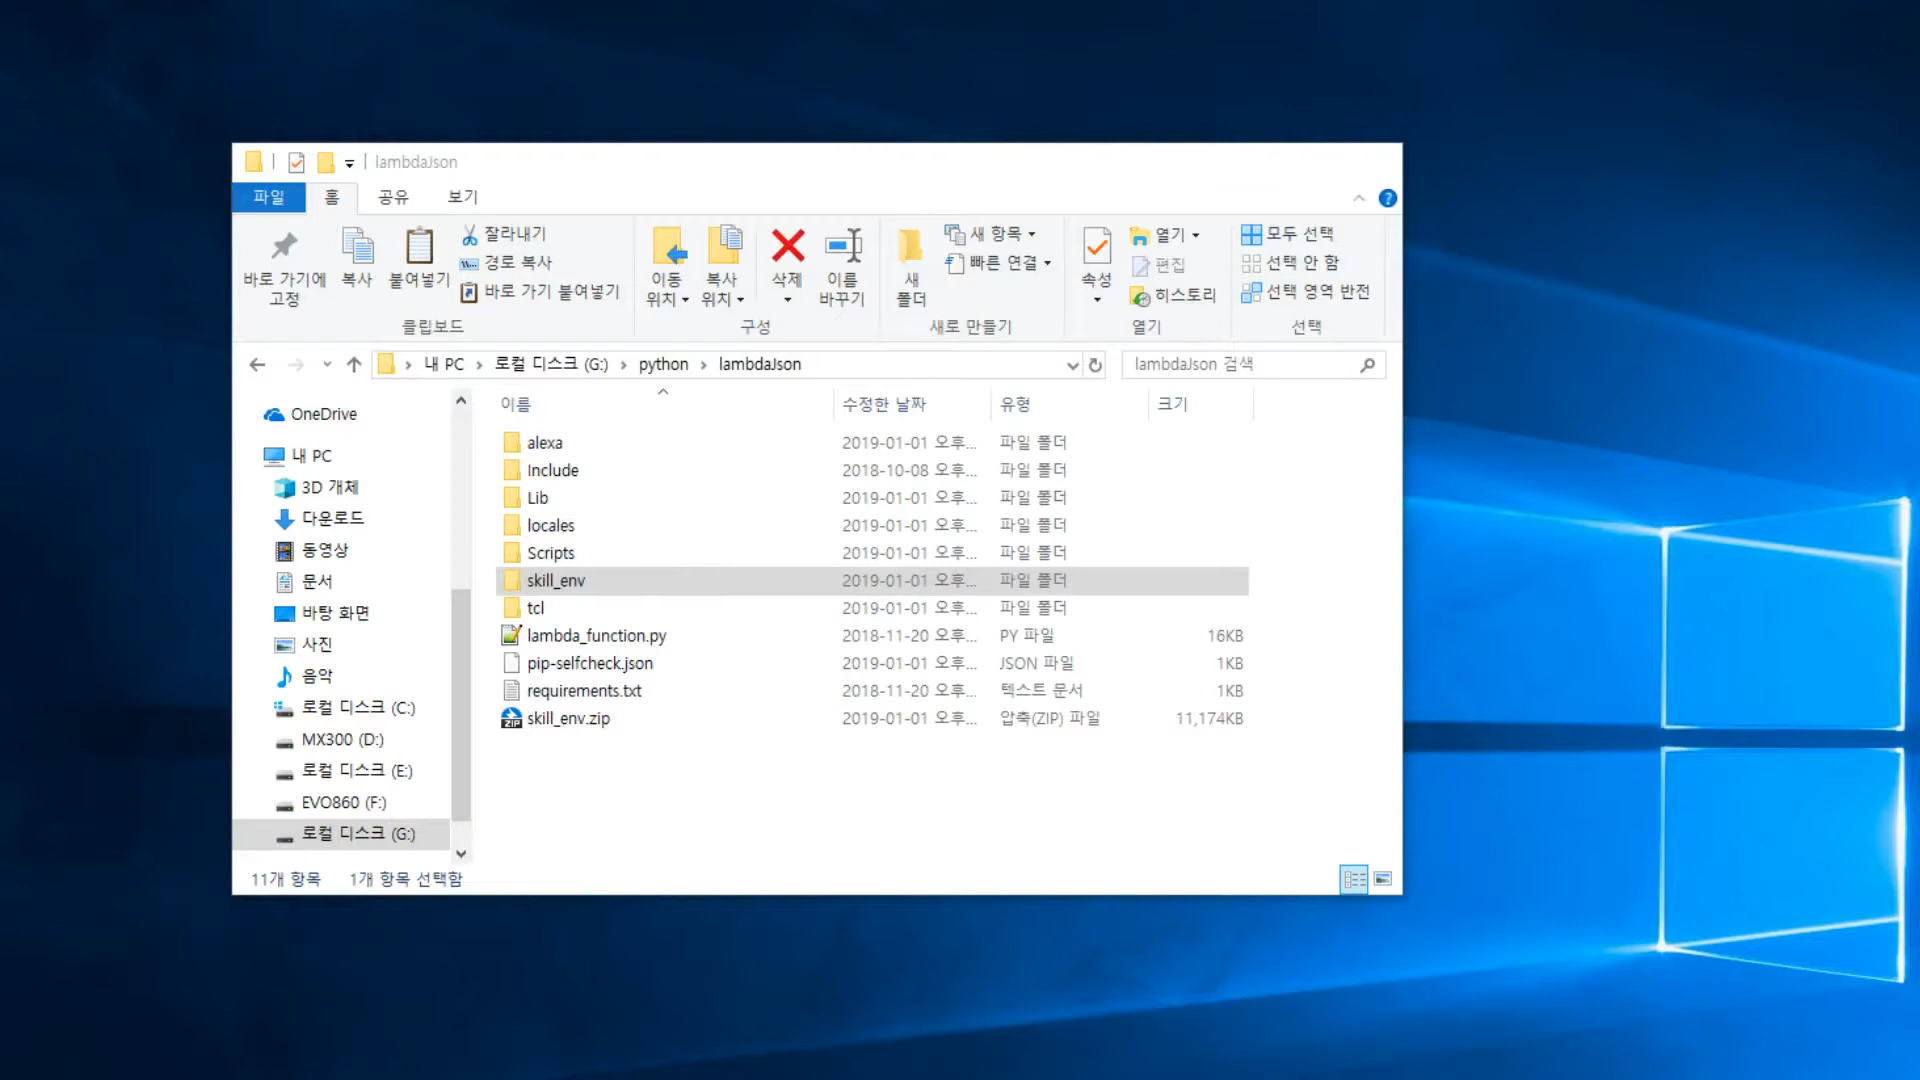 lambdaJson
파일 홈 공유 보기
바로 가기에 고정
복사
붙여넣기
잘라내기
경로 복사
바로 가기 붙여넣기
클립보드
이동 위치
복사 위치
삭제
이름 바꾸기
구성
새 폴더
새 항목
빠른 연결
새로 만들기
속성
열기
편집
히스토리
열기
모두 선택
선택 안 함
선택 영역 반전
선택
내 PC › 로컬 디스크 (G:) › python › lambdaJson
lambdaJson 검색
OneDrive
내 PC
3D 개체
다운로드
동영상
문서
바탕 화면
사진
음악
로컬 디스크 (C:)
MX300 (D:)
로컬 디스크 (E:)
EVO860 (F:)
로컬 디스크 (G:)
이름 수정한 날짜 유형 크기
alexa 2019-01-01 오후... 파일 폴더
Include 2018-10-08 오후... 파일 폴더
Lib 2019-01-01 오후... 파일 폴더
locales 2019-01-01 오후... 파일 폴더
Scripts 2019-01-01 오후... 파일 폴더
skill_env 2019-01-01 오후... 파일 폴더
tcl 2019-01-01 오후... 파일 폴더
lambda_function.py 2018-11-20 오후... PY 파일 16KB
pip-selfcheck.json 2019-01-01 오후... JSON 파일 1KB
requirements.txt 2018-11-20 오후... 텍스트 문서 1KB
skill_env.zip 2019-01-01 오후... 압축(ZIP) 파일 11,174KB
11개 항목 1개 항목 선택함